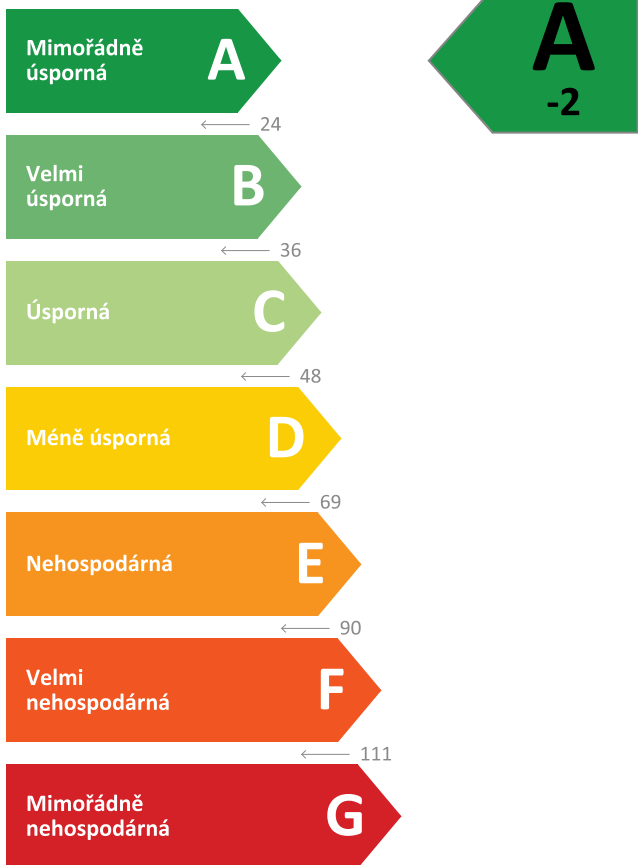 Mimořádně
úsporná
A
A
-2
24
Velmi
úsporná
B
36
Úsporná
C
48
Méně úsporná
D
69
Nehospodárná
E
90
Velmi
nehospodárná
F
111
Mimořádně
nehospodárná
G